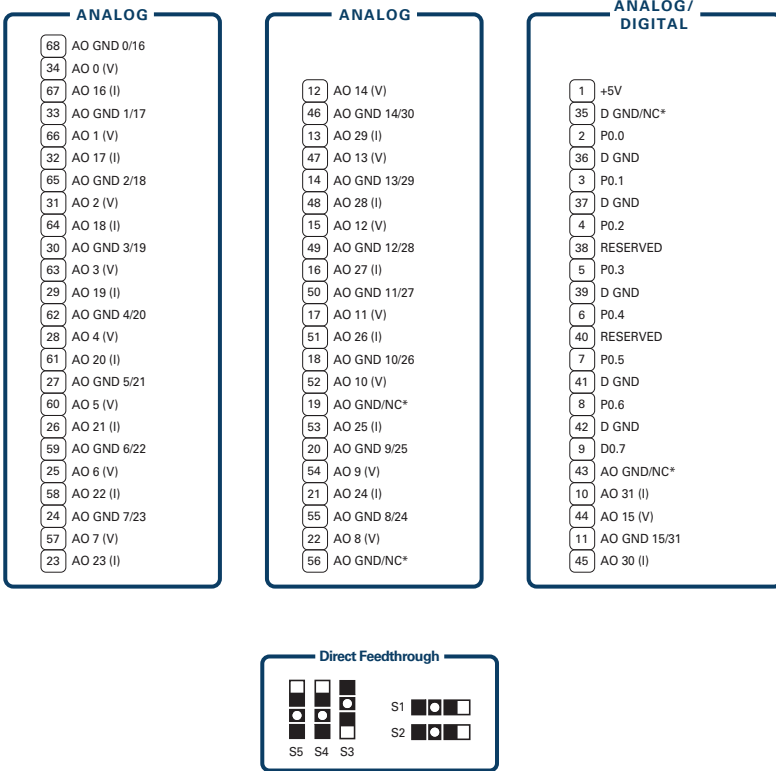 ANALOG
68 AO GND 0/16
34 AO 0 (V)
67 AO 16 (I)
33 AO GND 1/17
66 AO 1 (V)
32 AO 17 (I)
65 AO GND 2/18
31 AO 2 (V)
64 AO 18 (I)
30 AO GND 3/19
63 AO 3 (V)
29 AO 19 (I)
62 AO GND 4/20
28 AO 4 (V)
61 AO 20 (I)
27 AO GND 5/21
60 AO 5 (V)
26 AO 21 (I)
59 AO GND 6/22
25 AO 6 (V)
58 AO 22 (I)
24 AO GND 7/23
57 AO 7 (V)
23 AO 23 (I)
ANALOG
12 AO 14 (V)
46 AO GND 14/30
13 AO 29 (I)
47 AO 13 (V)
14 AO GND 13/29
48 AO 28 (I)
15 AO 12 (V)
49 AO GND 12/28
16 AO 27 (I)
50 AO GND 11/27
17 AO 11 (V)
51 AO 26 (I)
18 AO GND 10/26
52 AO 10 (V)
19 AO GND/NC*
53 AO 25 (I)
20 AO GND 9/25
54 AO 9 (V)
21 AO 24 (I)
55 AO GND 8/24
22 AO 8 (V)
56 AO GND/NC*
ANALOG/
DIGITAL
1 +5V
35 D GND/NC*
2 P0.0
36 D GND
3 P0.1
37 D GND
4 P0.2
38 RESERVED
5 P0.3
39 D GND
6 P0.4
40 RESERVED
7 P0.5
41 D GND
8 P0.6
42 D GND
9 D0.7
43 AO GND/NC*
10 AO 31 (I)
44 AO 15 (V)
11 AO GND 15/31
45 AO 30 (I)
Direct Feedthrough
S1
S2
S5 S4 S3